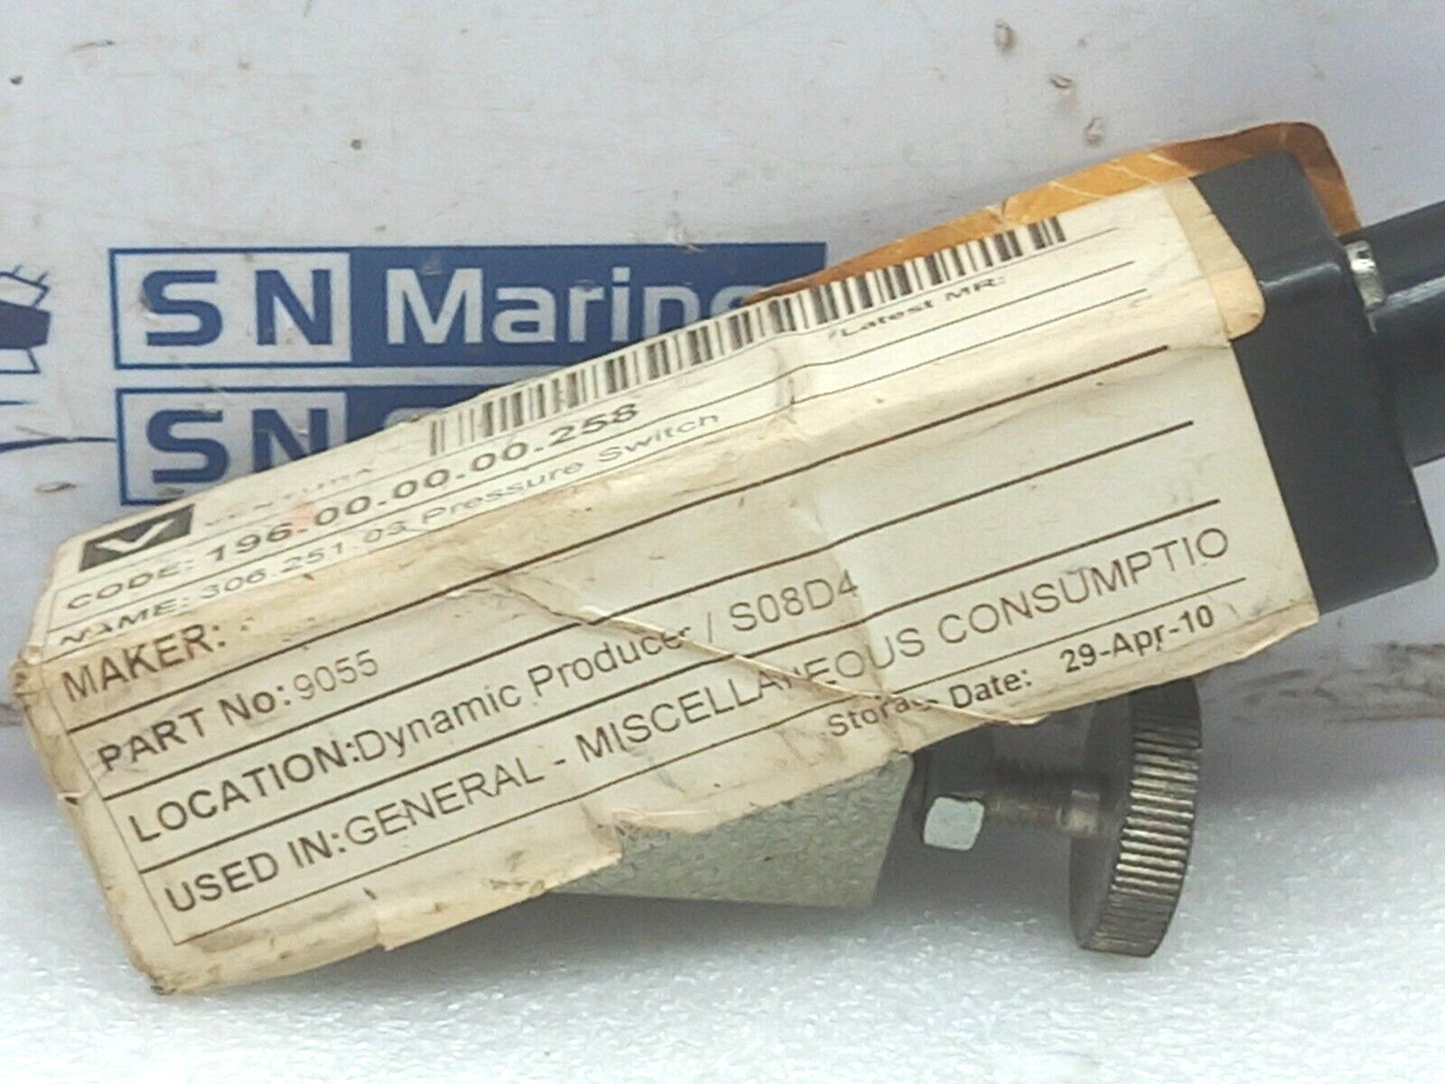 SN Marine
SN
VENTURA
CODE: 196.00.00.00.258
NAME: 306.251.03 Pressure Switch
Latest MR:
MAKER:
PART No: 9055
LOCATION: Dynamic Producer / S08D4
USED IN: GENERAL - MISCELLANEOUS CONSUMPTIO
Storage Date: 29-Apr-10